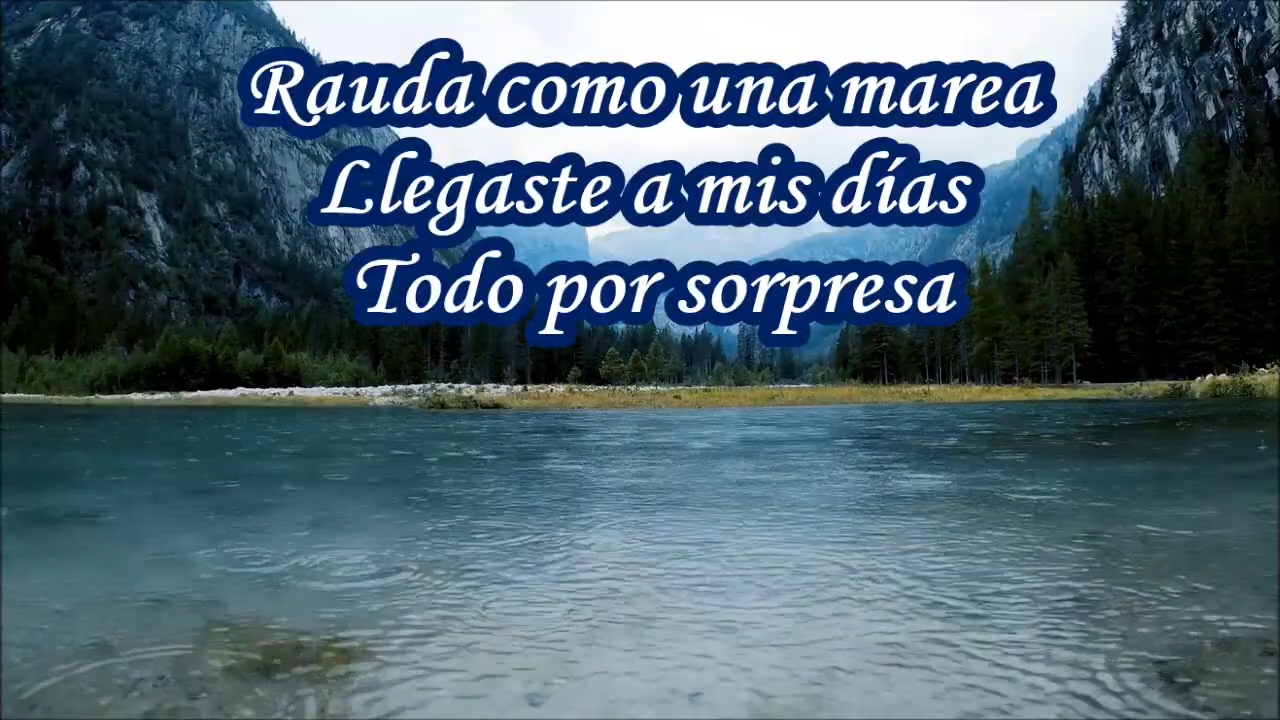 Rauda como una marea
Llegaste a mis días
Todo por sorpresa